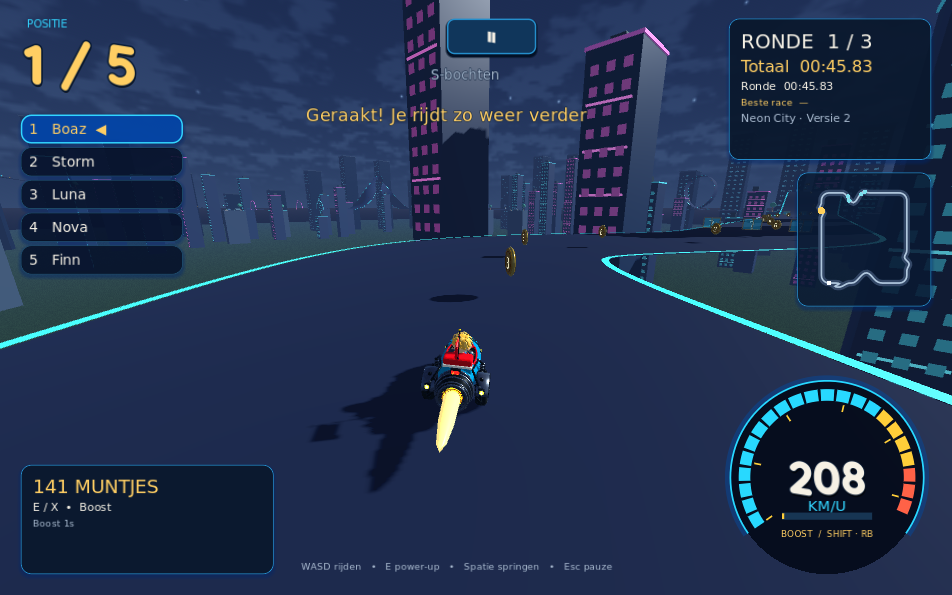 POSITIE
1/5
1 Boaz ◀
2 Storm
3 Luna
4 Nova
5 Finn
S-bochten
Geraakt! Je rijdt zo weer verder
RONDE 1 / 3
Totaal 00:45.83
Ronde 00:45.83
Beste race —
Neon City · Versie 2
141 MUNTJES
E / X • Boost
Boost 1s
WASD rijden • E power-up • Spatie springen • Esc pauze
208
KM/U
BOOST / SHIFT · RB